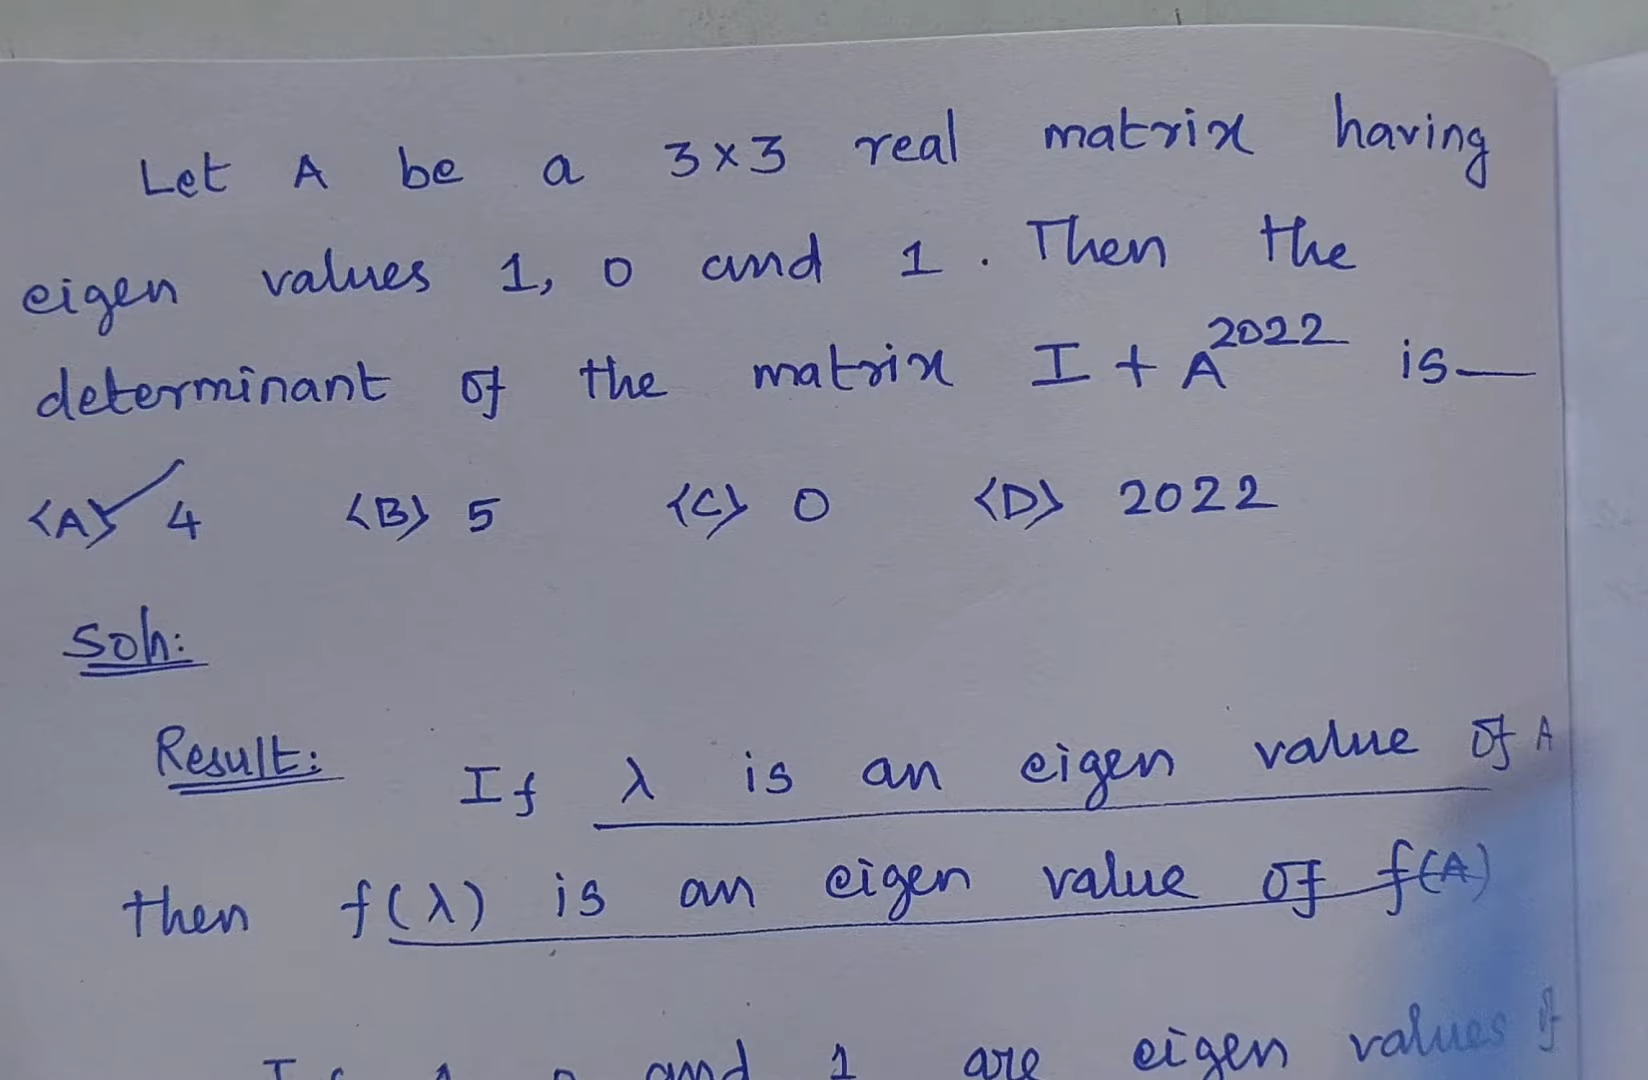 Let A be a 3×3 real matrix having
eigen values 1, 0 and 1. Then the
determinant of the matrix I + A²⁰²² is —
<A> ✓ 4 <B> 5 <C> 0 <D> 2022
Soln:
Result: If λ is an eigen value of A
then f(λ) is an eigen value of f(A)
and 1 are eigen values of